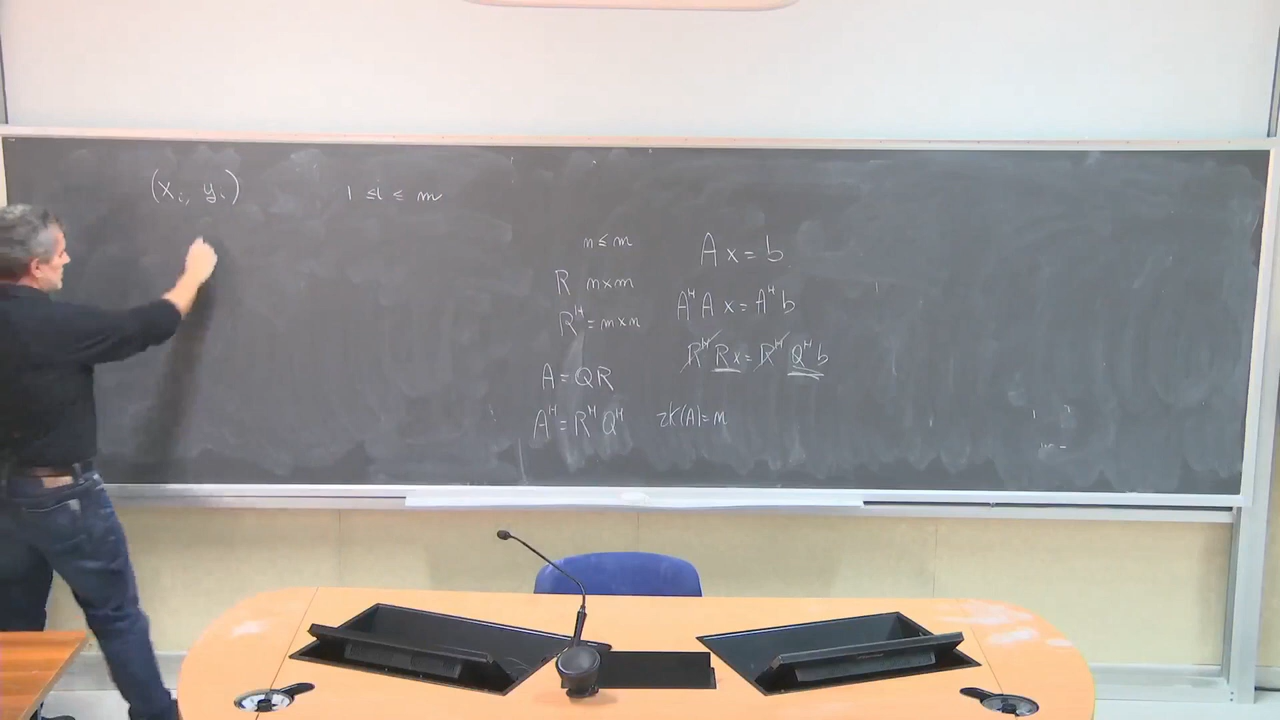 (xᵢ, yᵢ) 1 ≤ i ≤ m
n ≤ m
R n×m
Rᴴ = m×m
A = QR
Aᴴ = Rᴴ Qᴴ
Ax = b
Aᴴ A x = Aᴴ b
Rᴴ R x = Rᴴ Qᴴ b
rk(A) = n